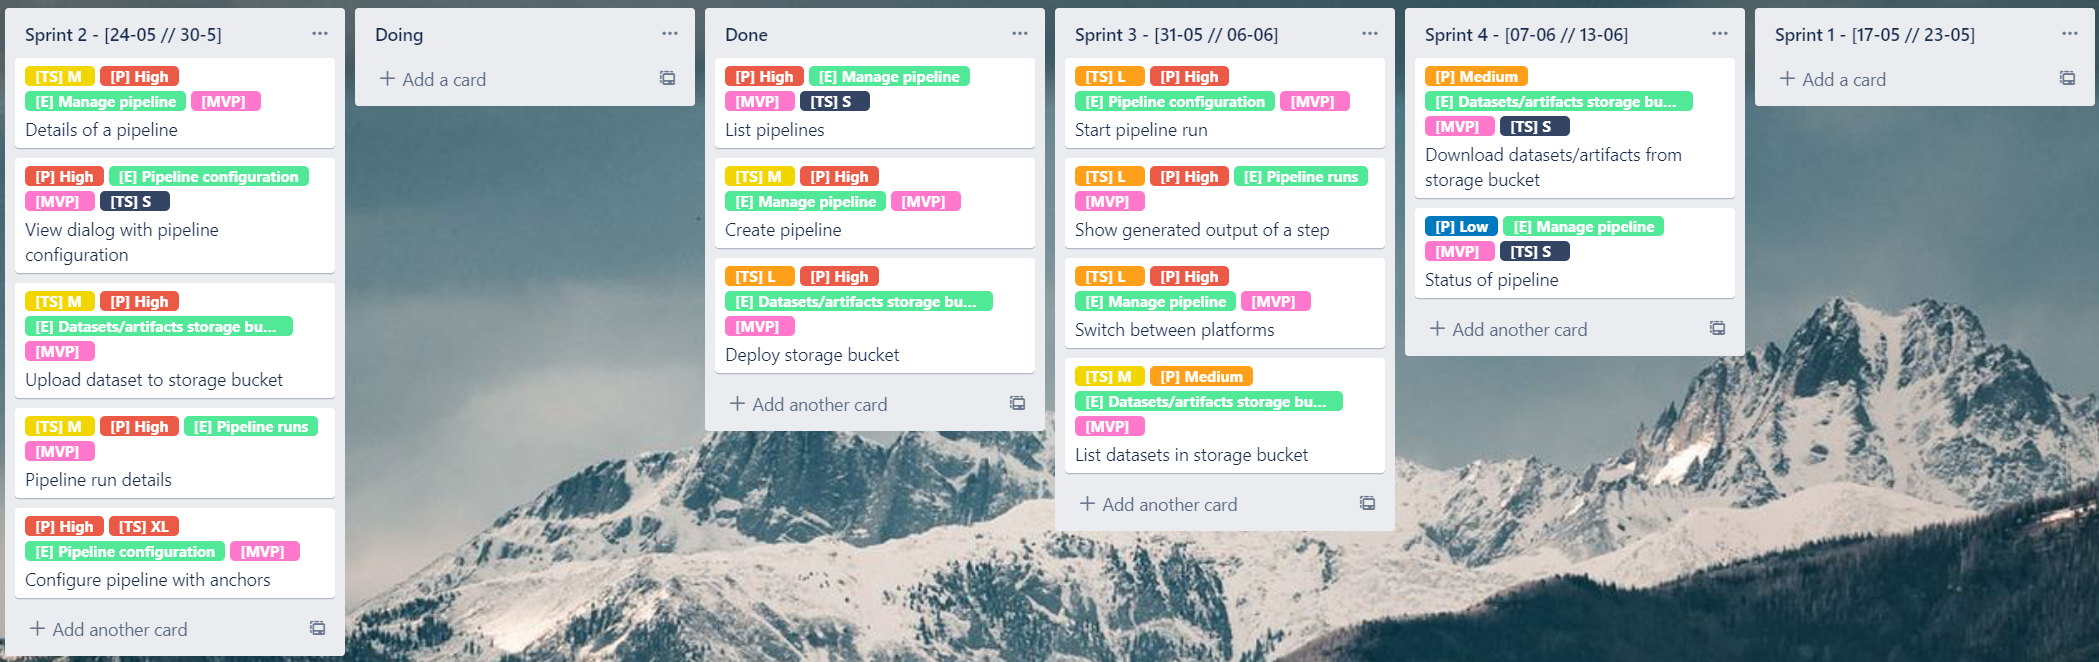 Sprint 2 - [24-05 // 30-5]
[TS] M [P] High
[E] Manage pipeline [MVP]
Details of a pipeline
[P] High [E] Pipeline configuration
[MVP] [TS] S
View dialog with pipeline
configuration
[TS] M [P] High
[E] Datasets/artifacts storage bu...
[MVP]
Upload dataset to storage bucket
[TS] M [P] High [E] Pipeline runs
[MVP]
Pipeline run details
[P] High [TS] XL
[E] Pipeline configuration [MVP]
Configure pipeline with anchors
+ Add another card
Doing
+ Add a card
Done
[P] High [E] Manage pipeline
[MVP] [TS] S
List pipelines
[TS] M [P] High
[E] Manage pipeline [MVP]
Create pipeline
[TS] L [P] High
[E] Datasets/artifacts storage bu...
[MVP]
Deploy storage bucket
+ Add another card
Sprint 3 - [31-05 // 06-06]
[TS] L [P] High
[E] Pipeline configuration [MVP]
Start pipeline run
[TS] L [P] High [E] Pipeline runs
[MVP]
Show generated output of a step
[TS] L [P] High
[E] Manage pipeline [MVP]
Switch between platforms
[TS] M [P] Medium
[E] Datasets/artifacts storage bu...
[MVP]
List datasets in storage bucket
+ Add another card
Sprint 4 - [07-06 // 13-06]
[P] Medium
[E] Datasets/artifacts storage bu...
[MVP] [TS] S
Download datasets/artifacts from
storage bucket
[P] Low [E] Manage pipeline
[MVP] [TS] S
Status of pipeline
+ Add another card
Sprint 1 - [17-05 // 23-05]
+ Add a card